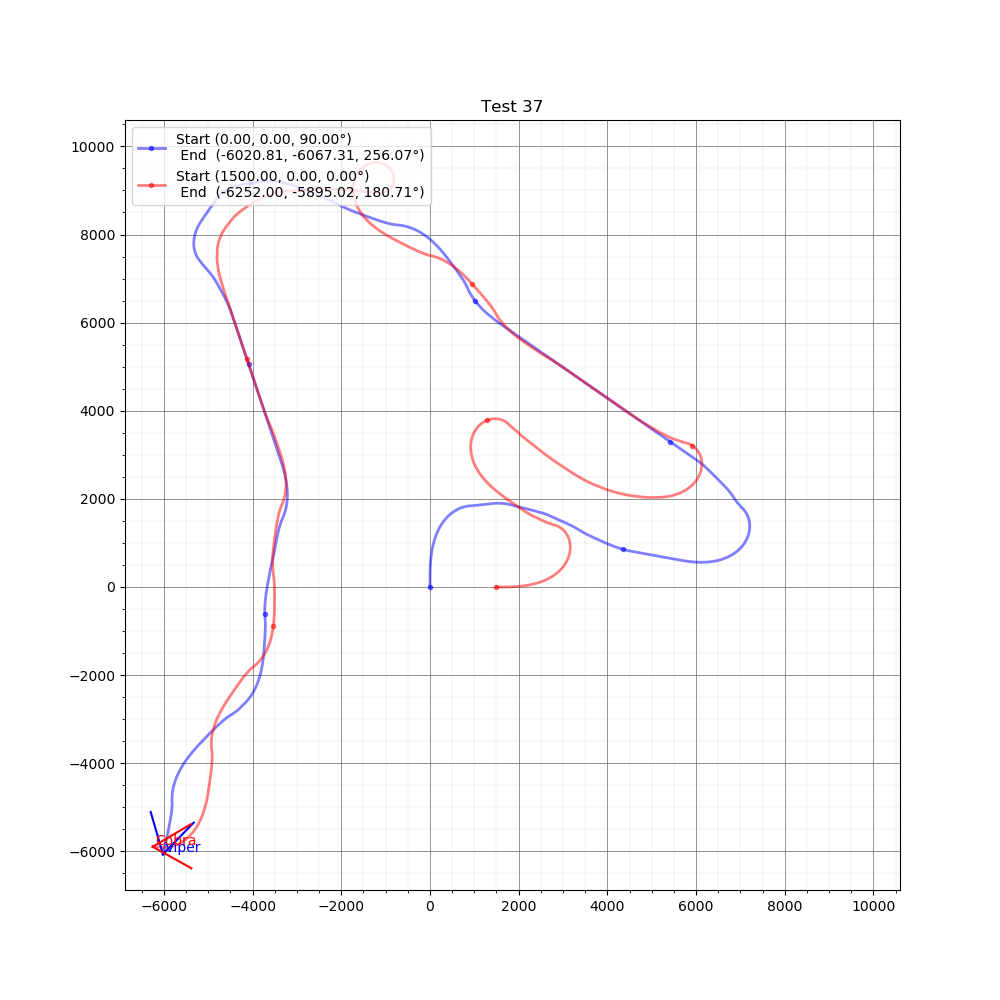 Test 37
Start (0.00, 0.00, 90.00°)
End (-6020.81, -6067.31, 256.07°)
Start (1500.00, 0.00, 0.00°)
End (-6252.00, -5895.02, 180.71°)
10000
8000
6000
4000
2000
0
−2000
−4000
−6000
Cobra
Viper
−6000 −4000 −2000 0 2000 4000 6000 8000 10000